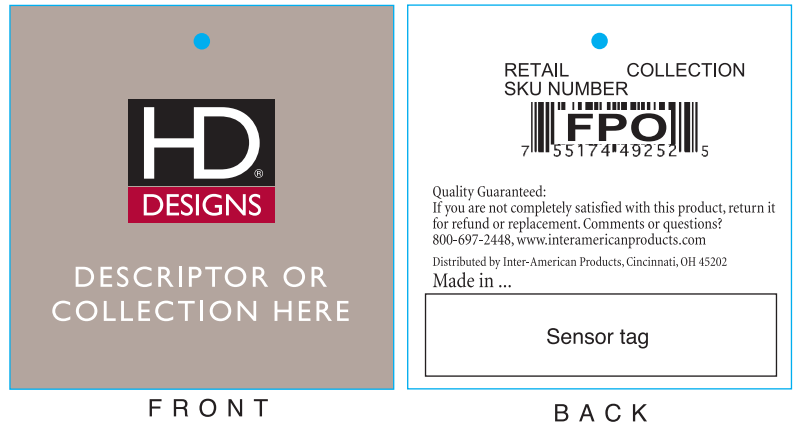 HD®
DESIGNS
DESCRIPTOR OR
COLLECTION HERE
FRONT
RETAIL COLLECTION
SKU NUMBER
FPO
7 55174 49252 5
Quality Guaranteed:
If you are not completely satisfied with this product, return it
for refund or replacement. Comments or questions?
800-697-2448, www.interamericanproducts.com
Distributed by Inter-American Products, Cincinnati, OH 45202
Made in ...
Sensor tag
BACK